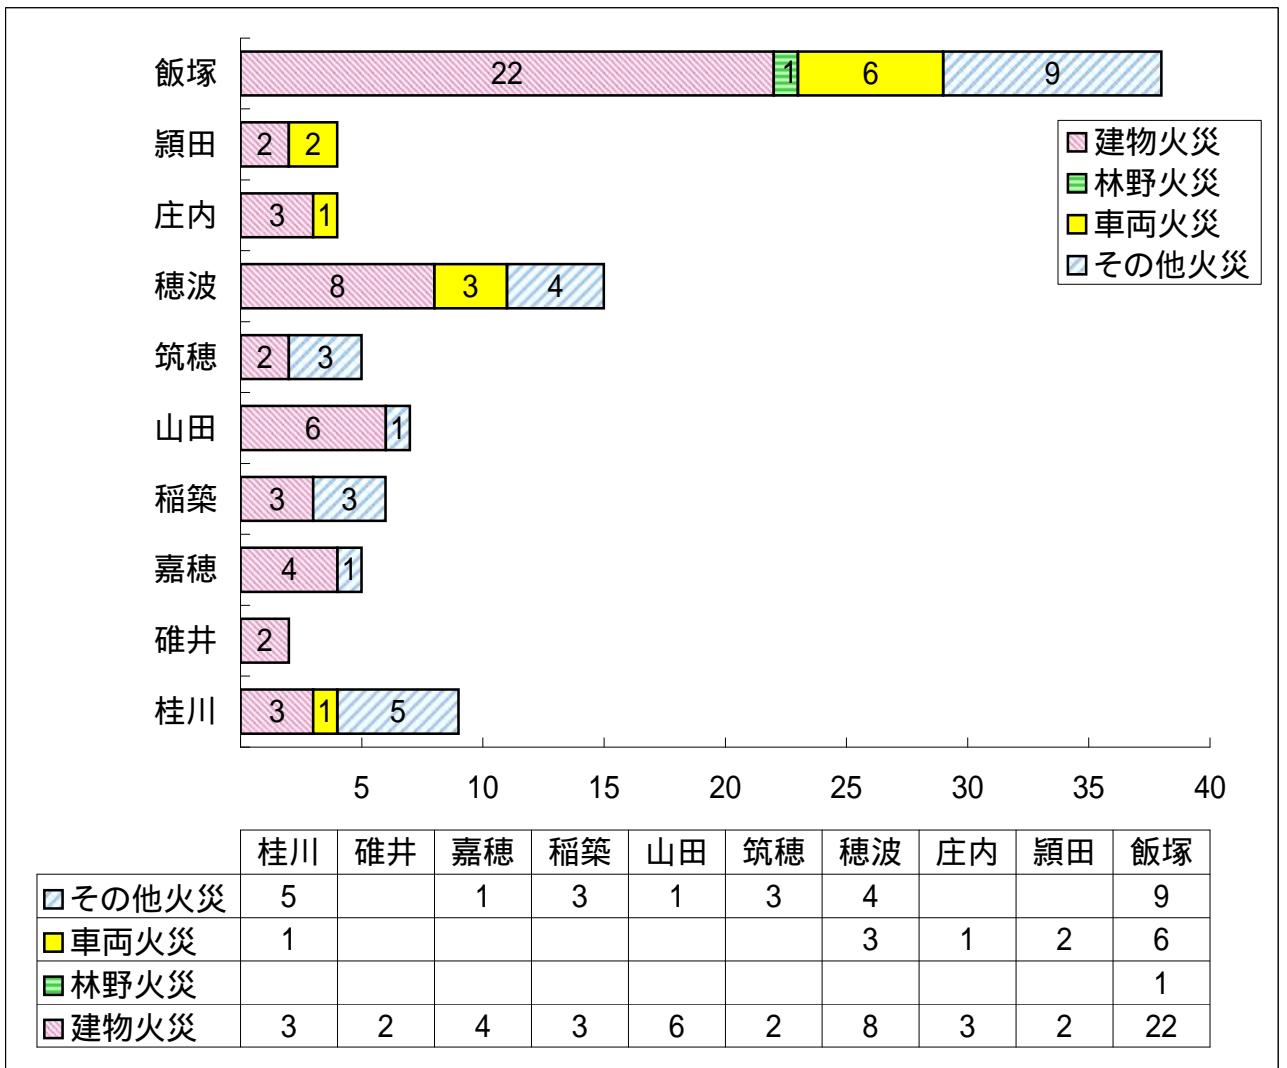 飯塚 22 1 6 9
頴田 2 2
庄内 3 1
穂波 8 3 4
筑穂 2 3
山田 6 1
稲築 3 3
嘉穂 4 1
碓井 2
桂川 3 1 5
建物火災
林野火災
車両火災
その他火災
5 10 15 20 25 30 35 40
桂川 碓井 嘉穂 稲築 山田 筑穂 穂波 庄内 頴田 飯塚
その他火災 5 1 3 1 3 4 9
車両火災 1 3 1 2 6
林野火災 1
建物火災 3 2 4 3 6 2 8 3 2 22